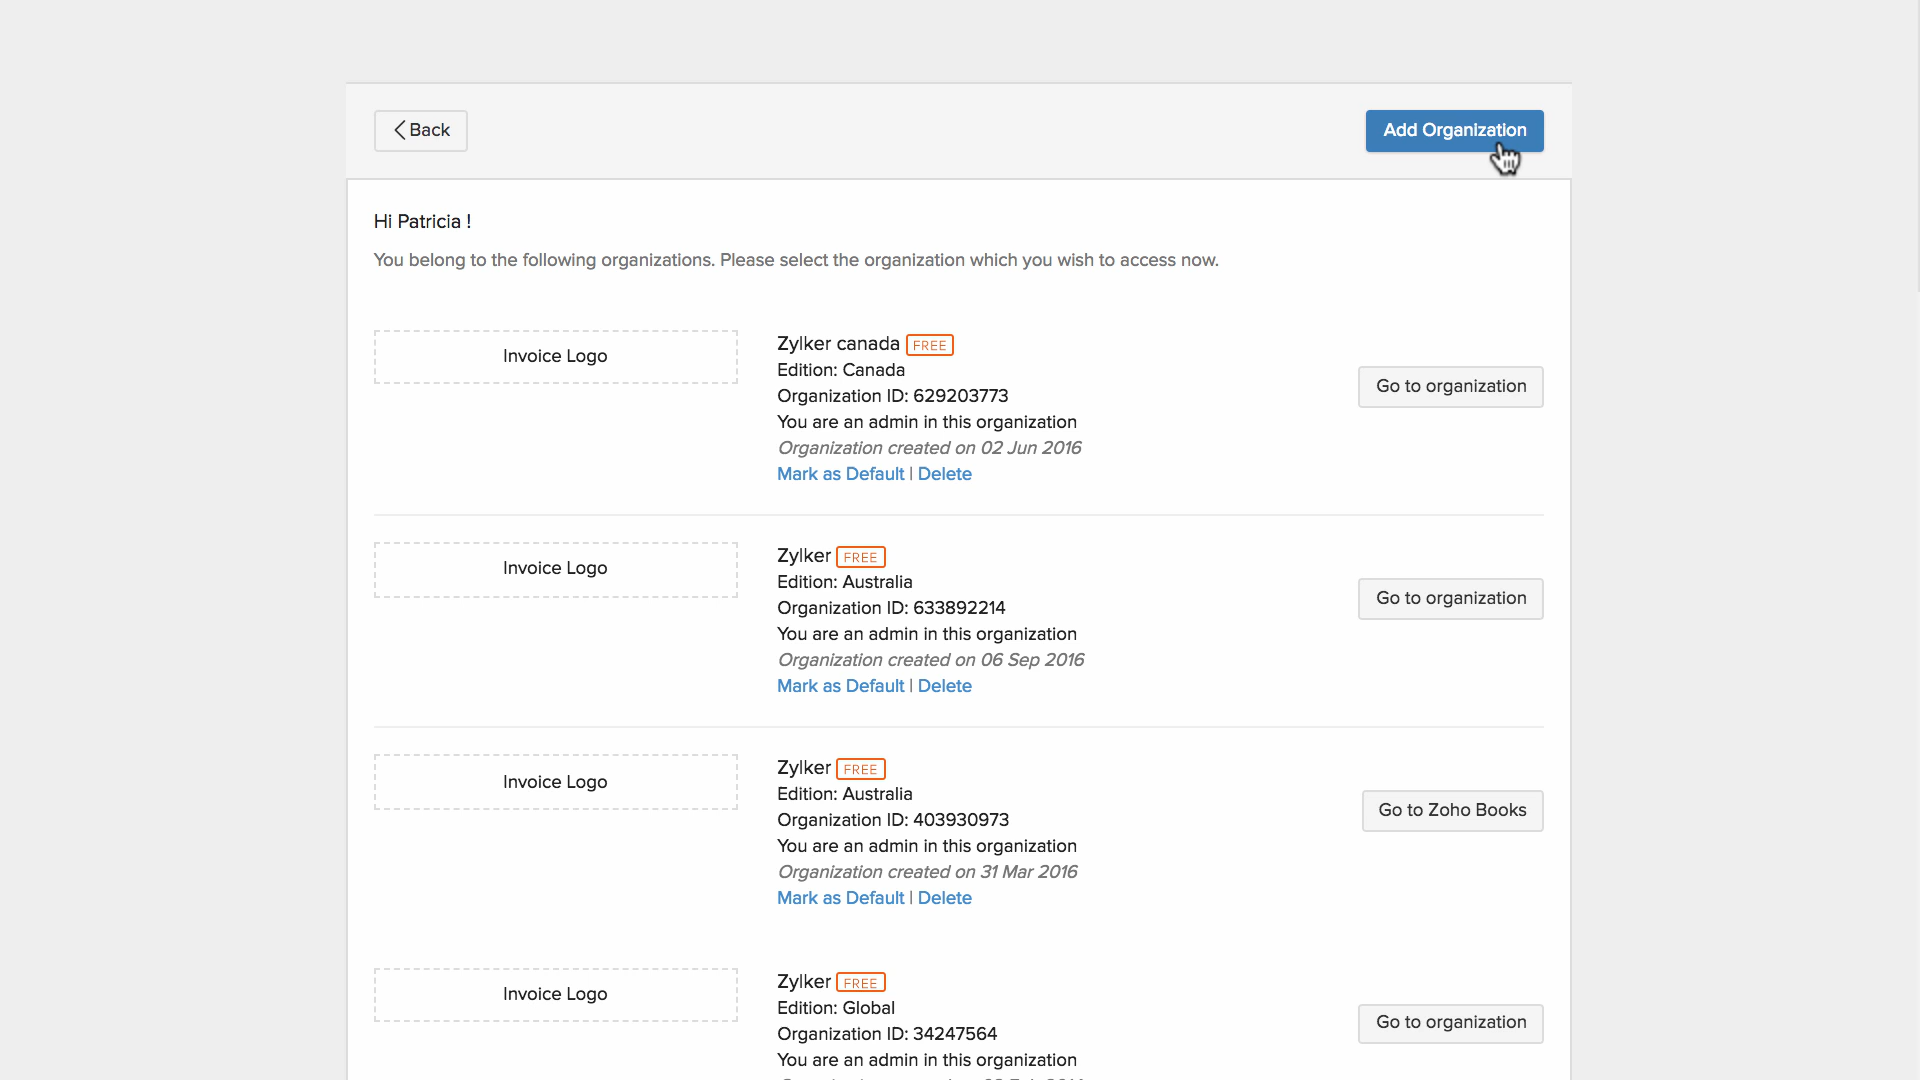 Back
Add Organization
Hi Patricia !
You belong to the following organizations. Please select the organization which you wish to access now.
Invoice Logo
Zylker canada FREE
Edition: Canada
Organization ID: 629203773
You are an admin in this organization
Organization created on 02 Jun 2016
Mark as Default | Delete
Go to organization
Invoice Logo
Zylker FREE
Edition: Australia
Organization ID: 633892214
You are an admin in this organization
Organization created on 06 Sep 2016
Mark as Default | Delete
Go to organization
Invoice Logo
Zylker FREE
Edition: Australia
Organization ID: 403930973
You are an admin in this organization
Organization created on 31 Mar 2016
Mark as Default | Delete
Go to Zoho Books
Invoice Logo
Zylker FREE
Edition: Global
Organization ID: 34247564
You are an admin in this organization
Go to organization